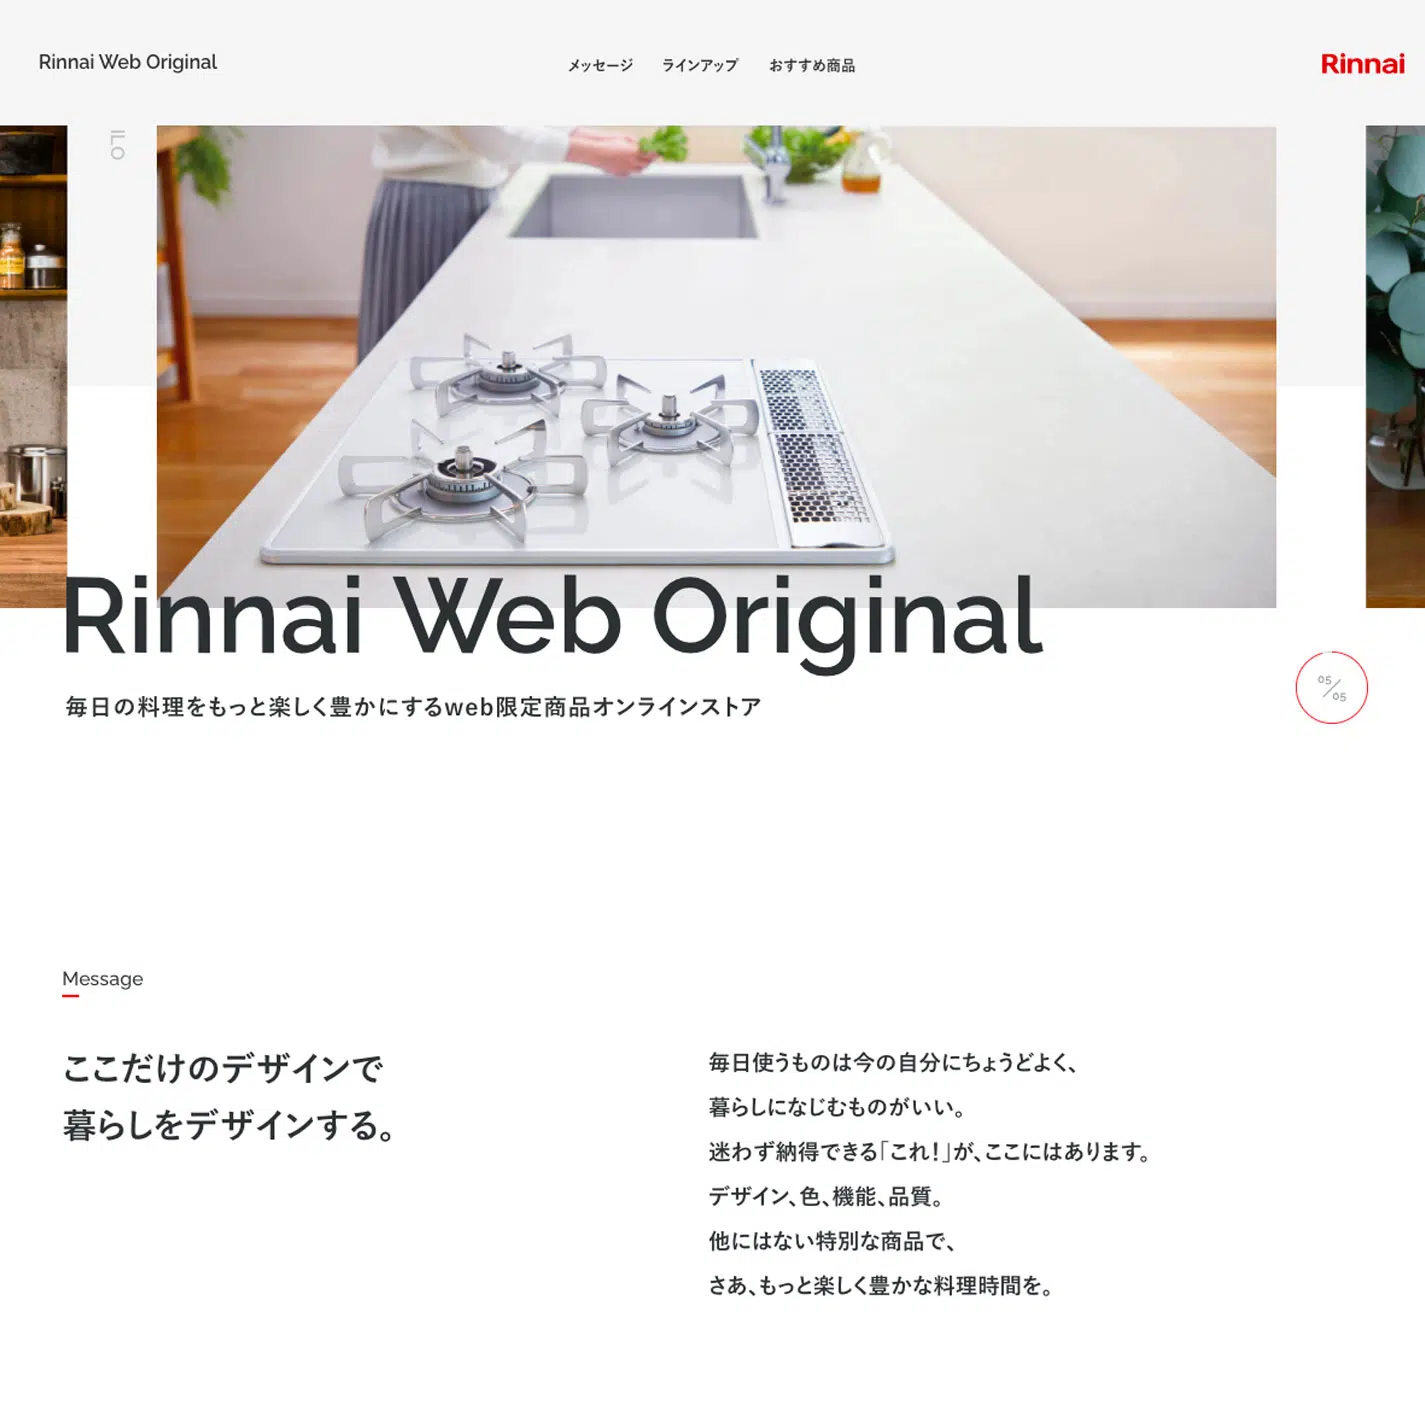 Rinnai Web Original
メッセージ
ラインアップ
おすすめ商品
Rinnai
ILO
Rinnai Web Original
毎日の料理をもっと楽しく豊かにするweb限定商品オンラインストア
05/05
Message
ここだけのデザインで
暮らしをデザインする。
毎日使うものは今の自分にちょうどよく、
暮らしになじむものがいい。
迷わず納得できる「これ！」が、ここにはあります。
デザイン、色、機能、品質。
他にはない特別な商品で、
さあ、もっと楽しく豊かな料理時間を。